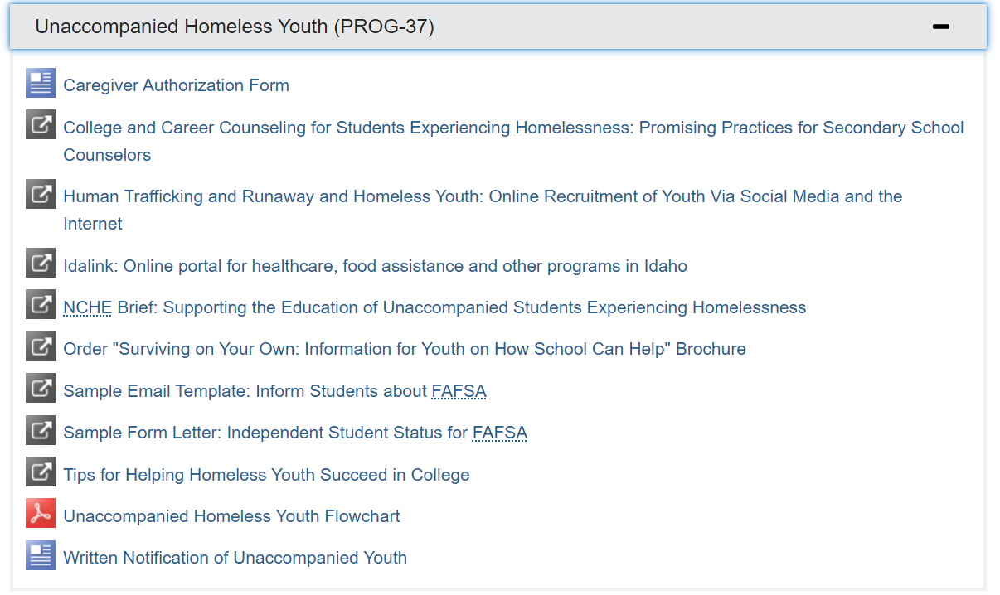 Unaccompanied Homeless Youth (PROG-37)
Caregiver Authorization Form
College and Career Counseling for Students Experiencing Homelessness: Promising Practices for Secondary School
Counselors
Human Trafficking and Runaway and Homeless Youth: Online Recruitment of Youth Via Social Media and the
Internet
Idalink: Online portal for healthcare, food assistance and other programs in Idaho
NCHE Brief: Supporting the Education of Unaccompanied Students Experiencing Homelessness
Order "Surviving on Your Own: Information for Youth on How School Can Help" Brochure
Sample Email Template: Inform Students about FAFSA
Sample Form Letter: Independent Student Status for FAFSA
Tips for Helping Homeless Youth Succeed in College
Unaccompanied Homeless Youth Flowchart
Written Notification of Unaccompanied Youth